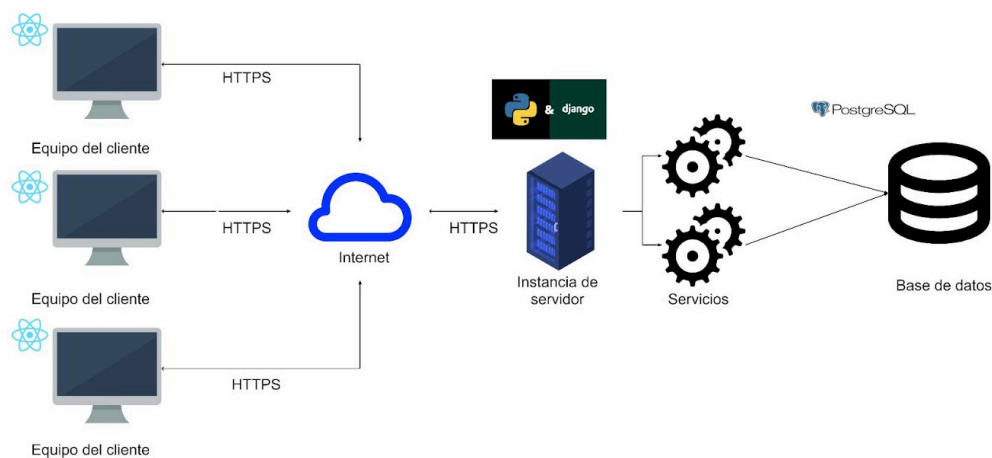 HTTPS
Equipo del cliente
HTTPS
Equipo del cliente
HTTPS
Equipo del cliente
Internet
HTTPS
& django
Instancia de
servidor
Servicios
PostgreSQL
Base de datos